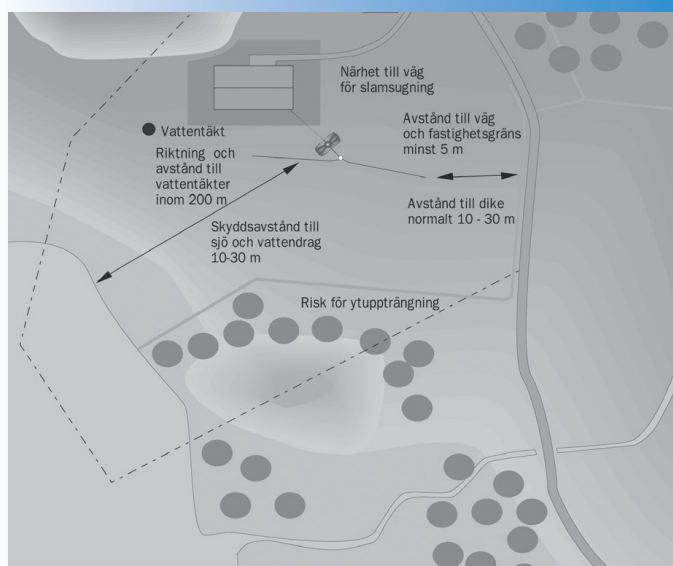 Närhet till väg
för slamsugning
Avstånd till väg
och fastighetsgräns
minst 5 m
Vattentäkt
Riktning och
avstånd till
vattentäkter
inom 200 m
Avstånd till dike
normalt 10 - 30 m
Skyddsavstånd till
sjö och vattendrag
10-30 m
Risk för ytuppträngning